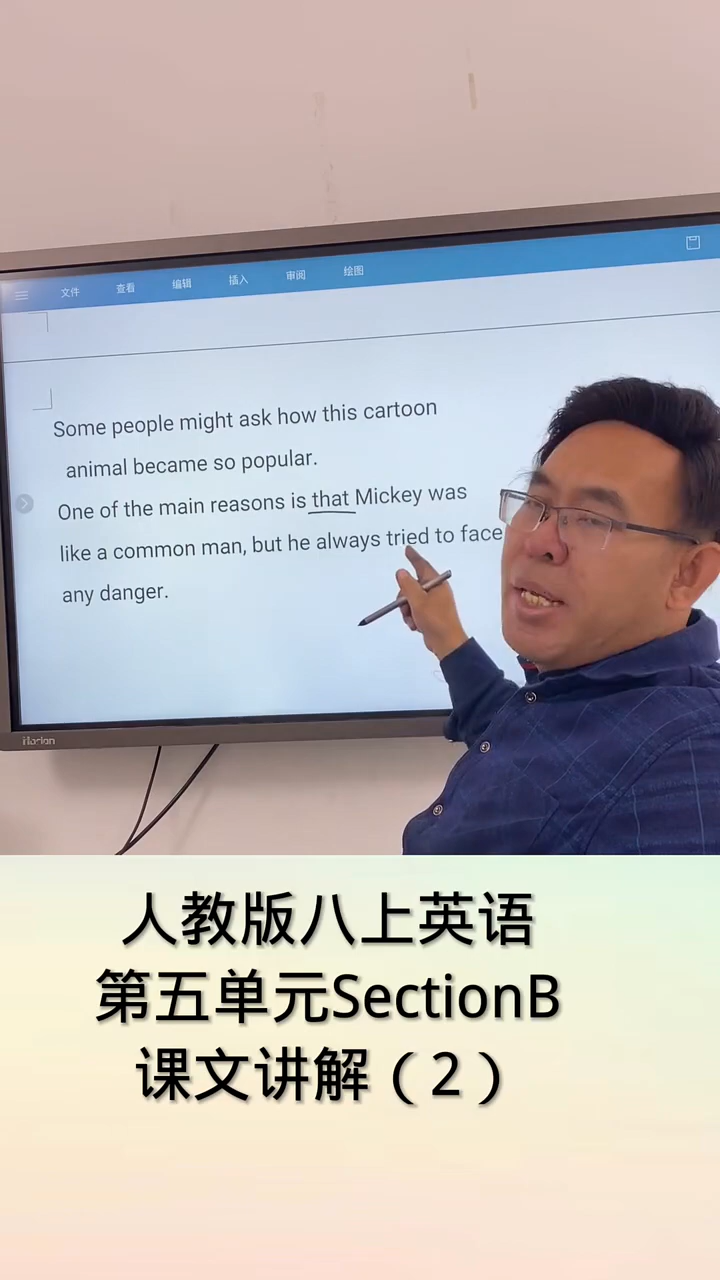 文件 查看 编辑 插入 审阅 绘图
Some people might ask how this cartoon
animal became so popular.
One of the main reasons is that Mickey was
like a common man, but he always tried to face
any danger.
人教版八上英语
第五单元SectionB
课文讲解（2）